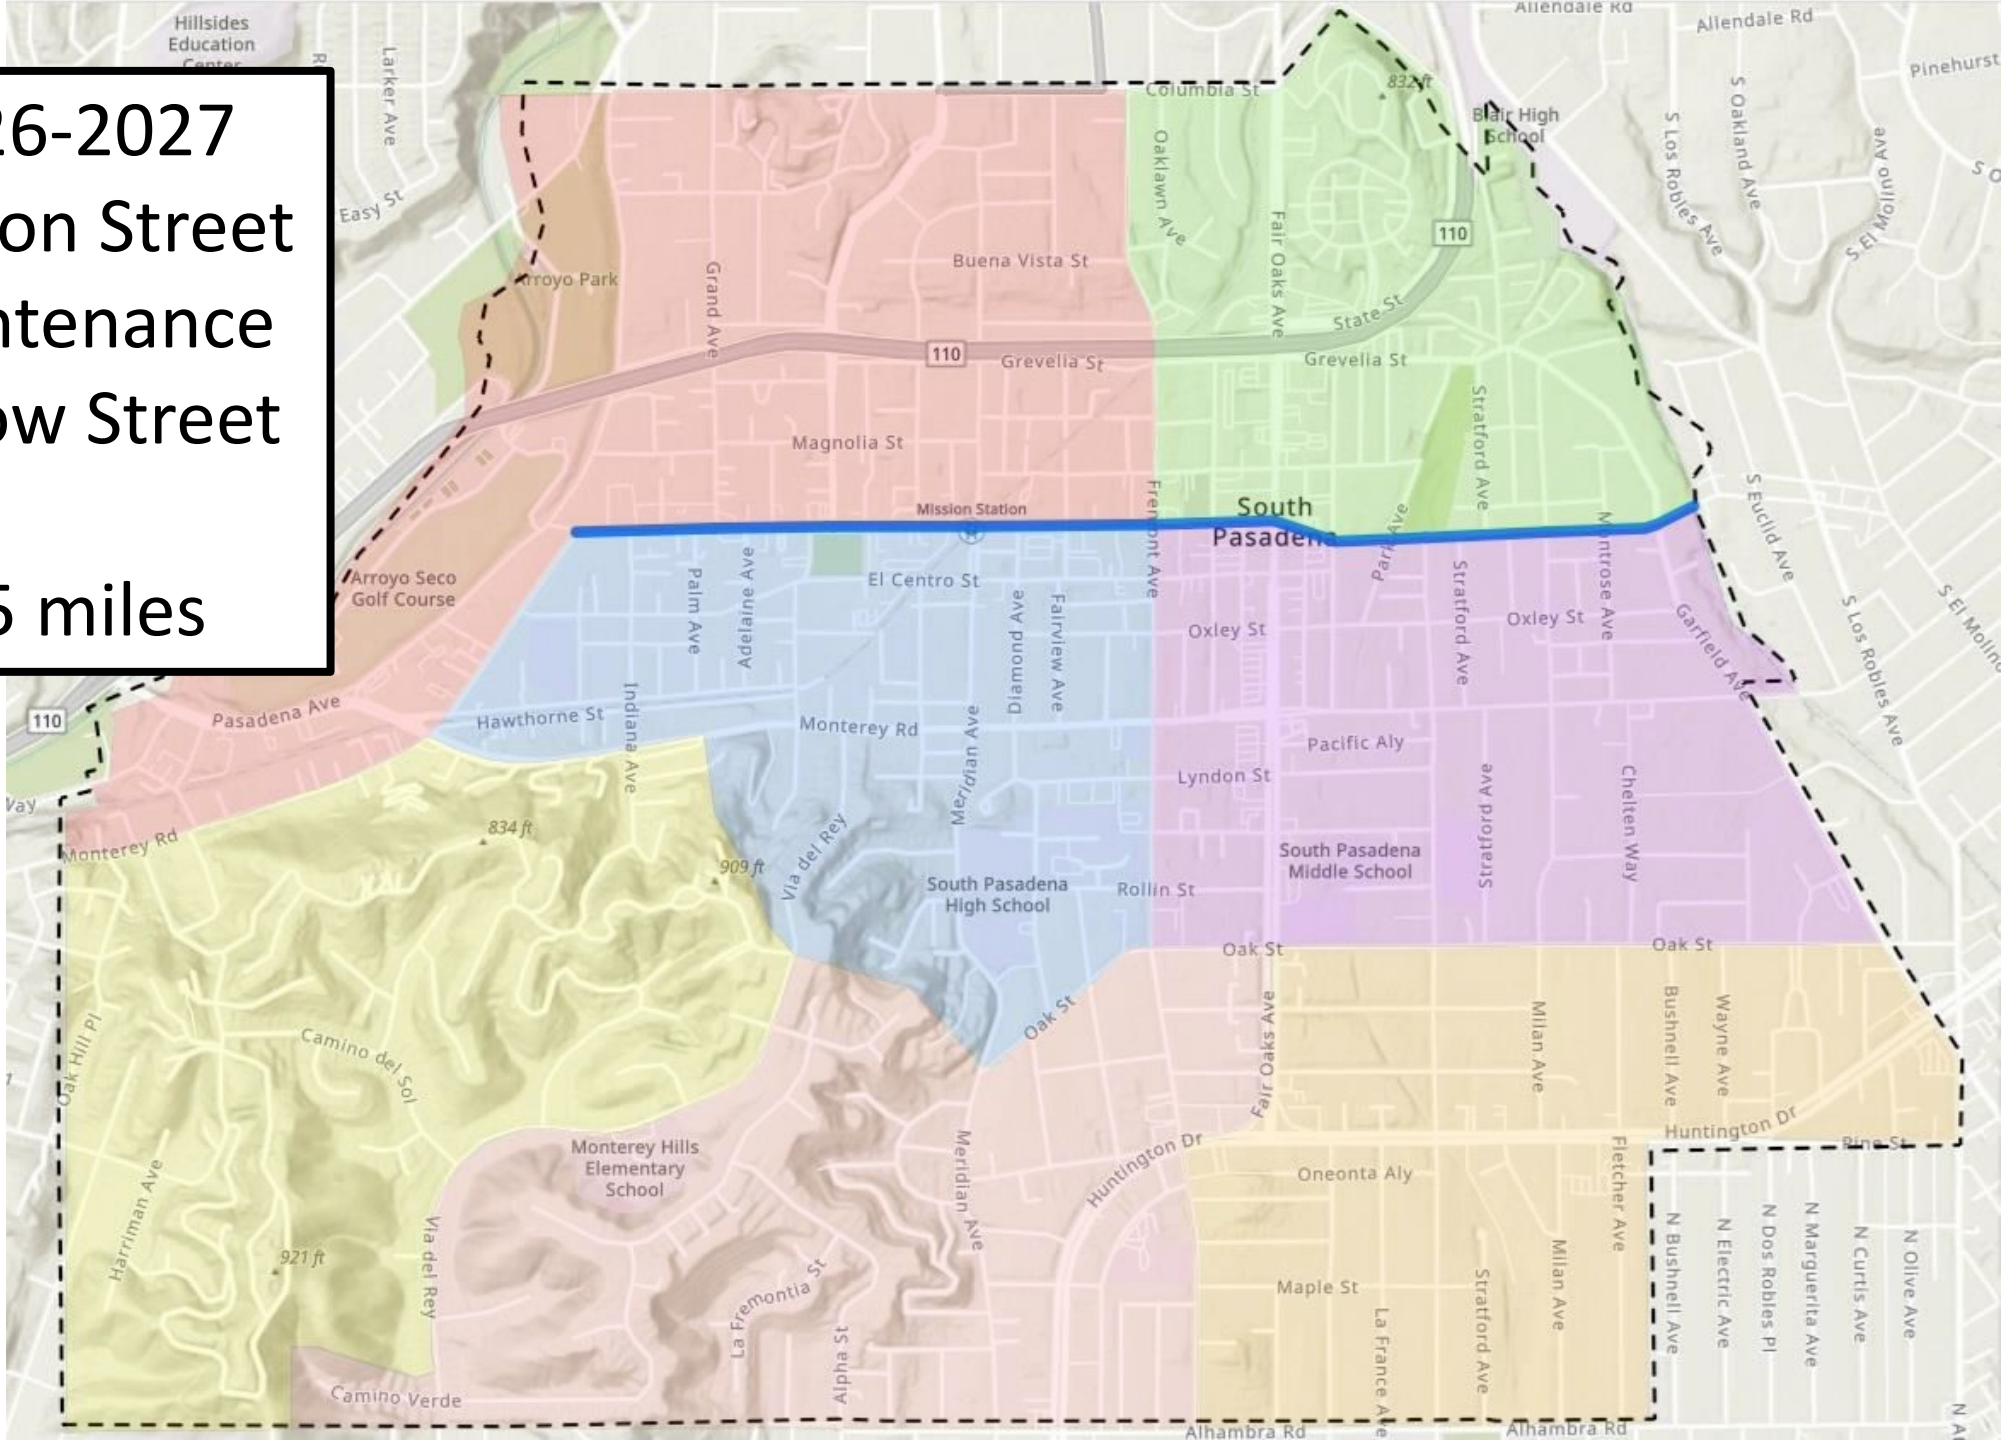 Hillsides
Education
Center
Larker Ave
Easy St
26-2027
on Street
ntenance
ow Street
5 miles
Allendale Rd
Allendale Rd
Pinehurst
Columbia St
832 ft
Blair High
School
Oaklawn Ave
Fair Oaks Ave
S Los Robles Ave
S Oakland Ave
S El Molino Ave
S O
110
Arroyo Park
Grand Ave
Buena Vista St
State St
110
Grevelia St
Grevelia St
Magnolia St
Stratford Ave
Fremont Ave
Mission Station
South
Pasadena
Park Ave
Montrose Ave
S Euclid Ave
Arroyo Seco
Golf Course
Palm Ave
Adelaine Ave
El Centro St
Diamond Ave
Fairview Ave
Oxley St
Stratford Ave
Oxley St
Garfield Ave
S Los Robles Ave
S El Molino
110
Pasadena Ave
Hawthorne St
Indiana Ave
Monterey Rd
Meridian Ave
Pacific Aly
Lyndon St
Stratford Ave
Chelten Way
Way
Monterey Rd
834 ft
909 ft
Via del Rey
South Pasadena
High School
Rollin St
South Pasadena
Middle School
Oak St
Oak St
Oak St
Oak Hill Pl
Camino del Sol
Fair Oaks Ave
Milan Ave
Bushnell Ave
Wayne Ave
Huntington Dr
Pine St
Monterey Hills
Elementary
School
Meridian Ave
Huntington Dr
Oneonta Aly
Fletcher Ave
Harriman Ave
921 ft
Via del Rey
La Fremontia St
Alpha St
Maple St
La France Ave
Stratford Ave
Milan Ave
N Bushnell Ave
N Electric Ave
N Dos Robles Pl
N Marguerita Ave
N Curtis Ave
N Olive Ave
Camino Verde
Alhambra Rd
Alhambra Rd